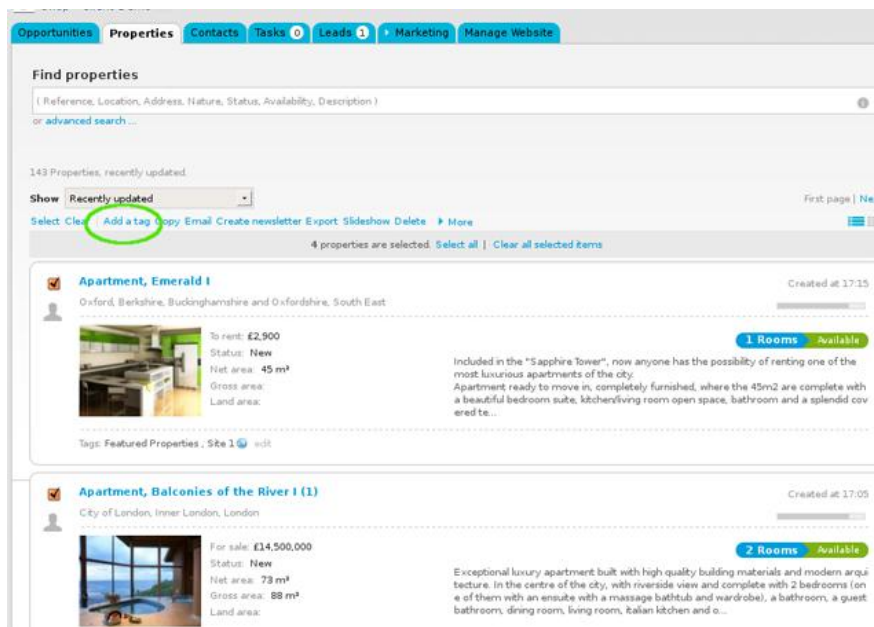 Opportunities Properties Contacts Tasks 0 Leads 1 Marketing Manage Website
Find properties
( Reference, Location, Address, Nature, Status, Availability, Description )
or advanced search ...
143 Properties, recently updated.
Show Recently updated
First page | Ne
Select Clear Add a tag Copy Email Create newsletter Export Slideshow Delete More
4 properties are selected. Select all | Clear all selected items
Apartment, Emerald I
Created at 17:15
Oxford, Berkshire, Buckinghamshire and Oxfordshire, South East
To rent: £2,900
1 Rooms Available
Status: New
Net area: 45 m²
Gross area:
Land area:
Included in the "Sapphire Tower", now anyone has the possibility of renting one of the
most luxurious apartments of the city.
Apartment ready to move in, completely furnished, where the 45m2 are complete with
a beautiful bedroom suite, kitchen/living room open space, bathroom and a splendid cov
ered te...
Tags: Featured Properties , Site 1 edit
Apartment, Balconies of the River I (1)
Created at 17:05
City of London, Inner London, London
For sale: £14,500,000
2 Rooms Available
Status: New
Net area: 73 m²
Gross area: 88 m²
Land area:
Exceptional luxury apartment built with high quality building materials and modern arqui
tecture. In the centre of the city, with riverside view and complete with 2 bedrooms (on
e of them with an ensuite with a massage bathtub and wardrobe), a bathroom, a guest
bathroom, dining room, living room, italian kitchen and o...